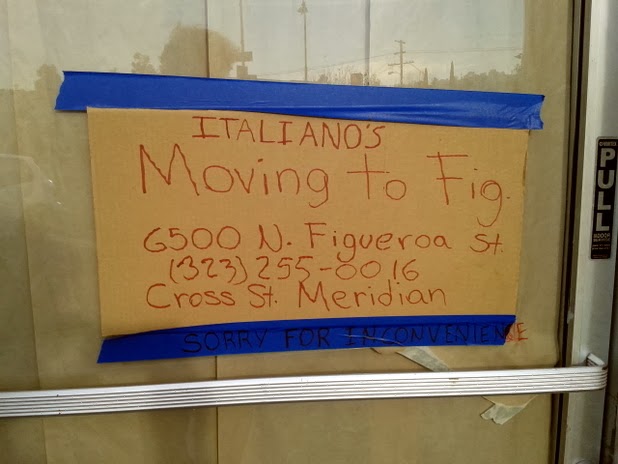 ITALIANO'S
Moving to Fig.
6500 N. Figueroa St.
(323) 255-0016
Cross St. Meridian
SORRY FOR INCONVENIENCE
PULL